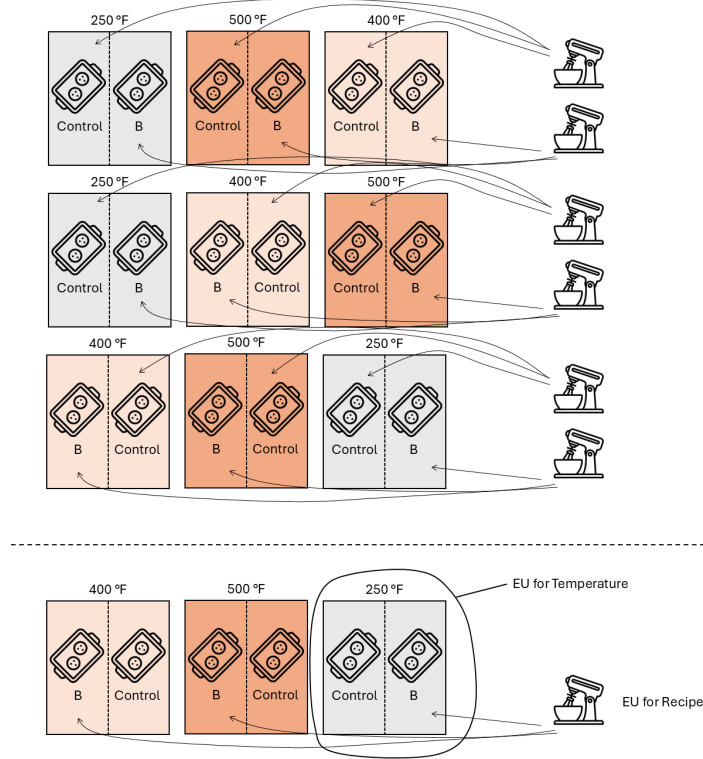 250 ºF 500 ºF 400 ºF
Control B Control B Control B
250 ºF 400 ºF 500 ºF
Control B B Control Control B
400 ºF 500 ºF 250 ºF
B Control B Control Control B
400 ºF 500 ºF 250 ºF
EU for Temperature
B Control B Control Control B
EU for Recipe